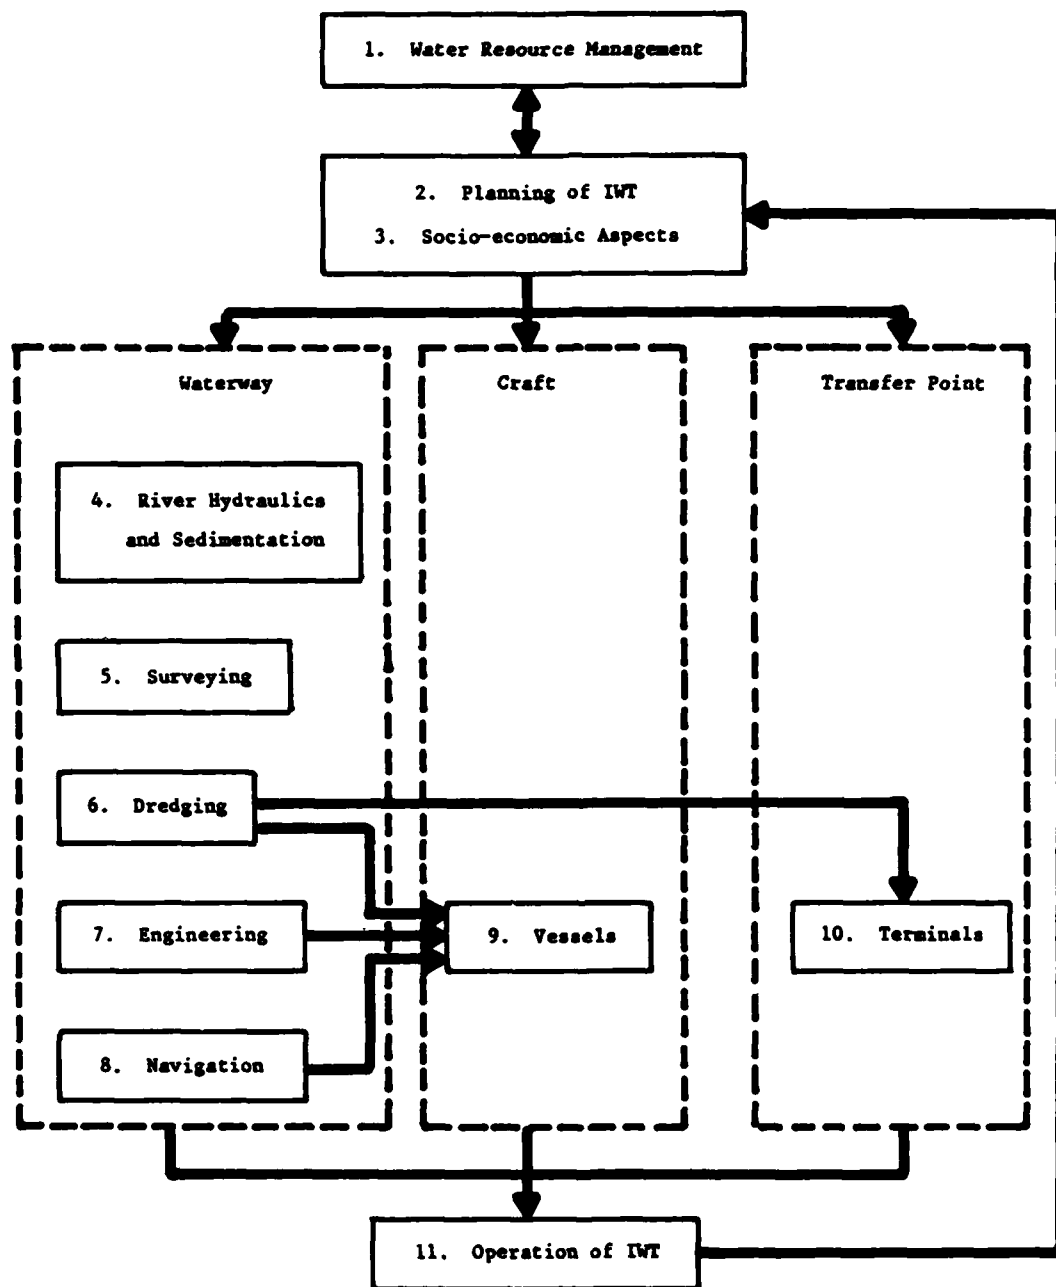 1. Water Resource Management
2. Planning of IWT
3. Socio-economic Aspects
Waterway
Craft
Transfer Point
4. River Hydraulics
and Sedimentation
5. Surveying
6. Dredging
7. Engineering
9. Vessels
10. Terminals
8. Navigation
11. Operation of IWT